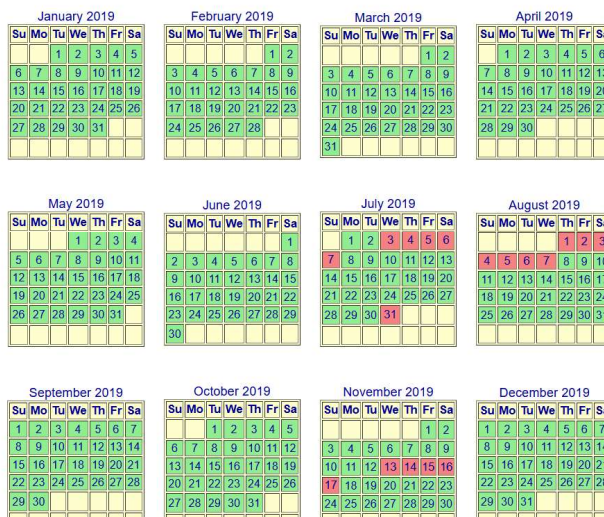 January 2019
Su Mo Tu We Th Fr Sa
1 2 3 4 5
6 7 8 9 10 11 12
13 14 15 16 17 18 19
20 21 22 23 24 25 26
27 28 29 30 31
February 2019
Su Mo Tu We Th Fr Sa
1 2
3 4 5 6 7 8 9
10 11 12 13 14 15 16
17 18 19 20 21 22 23
24 25 26 27 28
March 2019
Su Mo Tu We Th Fr Sa
1 2
3 4 5 6 7 8 9
10 11 12 13 14 15 16
17 18 19 20 21 22 23
24 25 26 27 28 29 30
31
April 2019
Su Mo Tu We Th Fr Sa
1 2 3 4 5 6
7 8 9 10 11 12 13
14 15 16 17 18 19 20
21 22 23 24 25 26 27
28 29 30
May 2019
Su Mo Tu We Th Fr Sa
1 2 3 4
5 6 7 8 9 10 11
12 13 14 15 16 17 18
19 20 21 22 23 24 25
26 27 28 29 30 31
June 2019
Su Mo Tu We Th Fr Sa
1
2 3 4 5 6 7 8
9 10 11 12 13 14 15
16 17 18 19 20 21 22
23 24 25 26 27 28 29
30
July 2019
Su Mo Tu We Th Fr Sa
1 2 3 4 5 6
7 8 9 10 11 12 13
14 15 16 17 18 19 20
21 22 23 24 25 26 27
28 29 30 31
August 2019
Su Mo Tu We Th Fr Sa
1 2 3
4 5 6 7 8 9 10
11 12 13 14 15 16 17
18 19 20 21 22 23 24
25 26 27 28 29 30 31
September 2019
Su Mo Tu We Th Fr Sa
1 2 3 4 5 6 7
8 9 10 11 12 13 14
15 16 17 18 19 20 21
22 23 24 25 26 27 28
29 30
October 2019
Su Mo Tu We Th Fr Sa
1 2 3 4 5
6 7 8 9 10 11 12
13 14 15 16 17 18 19
20 21 22 23 24 25 26
27 28 29 30 31
November 2019
Su Mo Tu We Th Fr Sa
1 2
3 4 5 6 7 8 9
10 11 12 13 14 15 16
17 18 19 20 21 22 23
24 25 26 27 28 29 30
December 2019
Su Mo Tu We Th Fr Sa
1 2 3 4 5 6 7
8 9 10 11 12 13 14
15 16 17 18 19 20 21
22 23 24 25 26 27 28
29 30 31